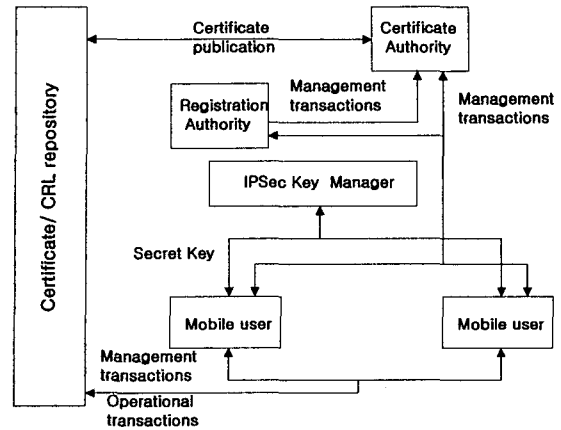 Certificate
publication
Certificate
Authority
Management
transactions
Management
transactions
Registration
Authority
IPSec Key Manager
Certificate/ CRL repository
Secret Key
Mobile user
Mobile user
Management
transactions
Operational
transactions